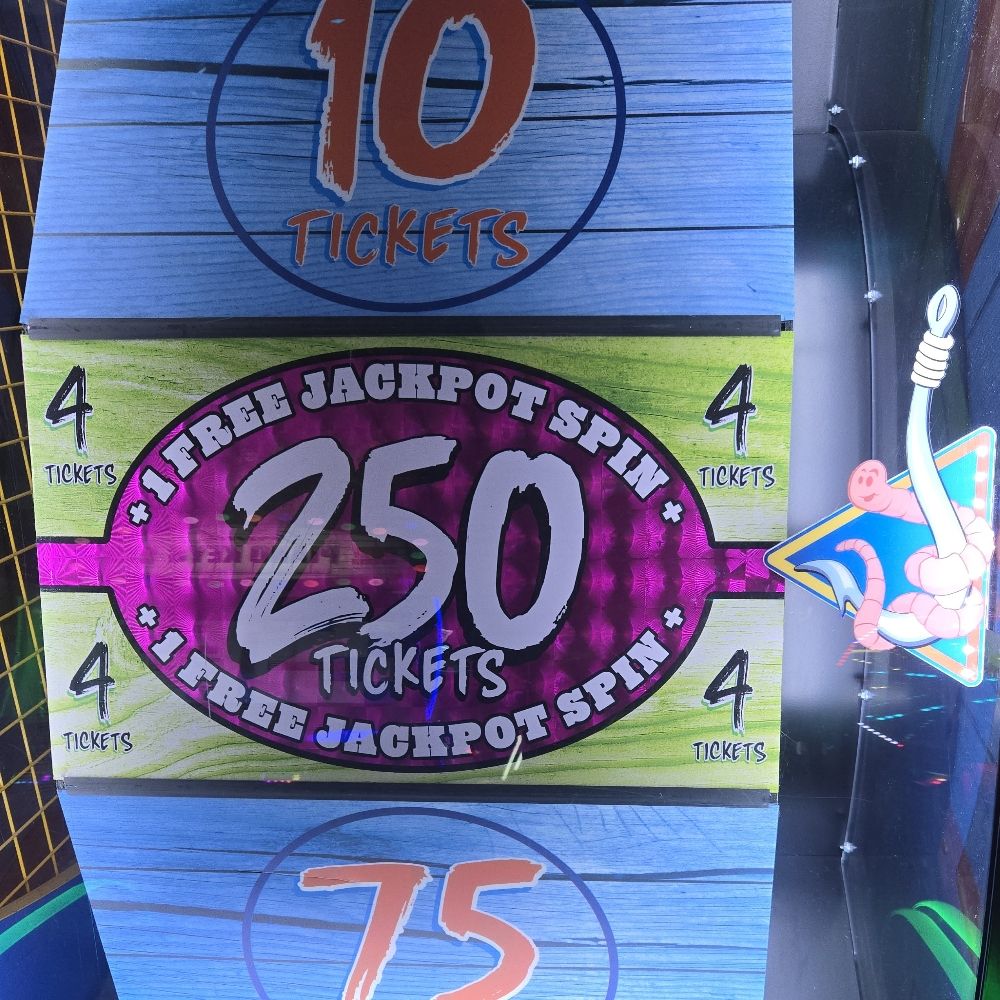 10
TICKETS
4
TICKETS
4
TICKETS
+ 1 FREE JACKPOT SPIN +
250
TICKETS
+ 1 FREE JACKPOT SPIN +
4
TICKETS
4
TICKETS
75